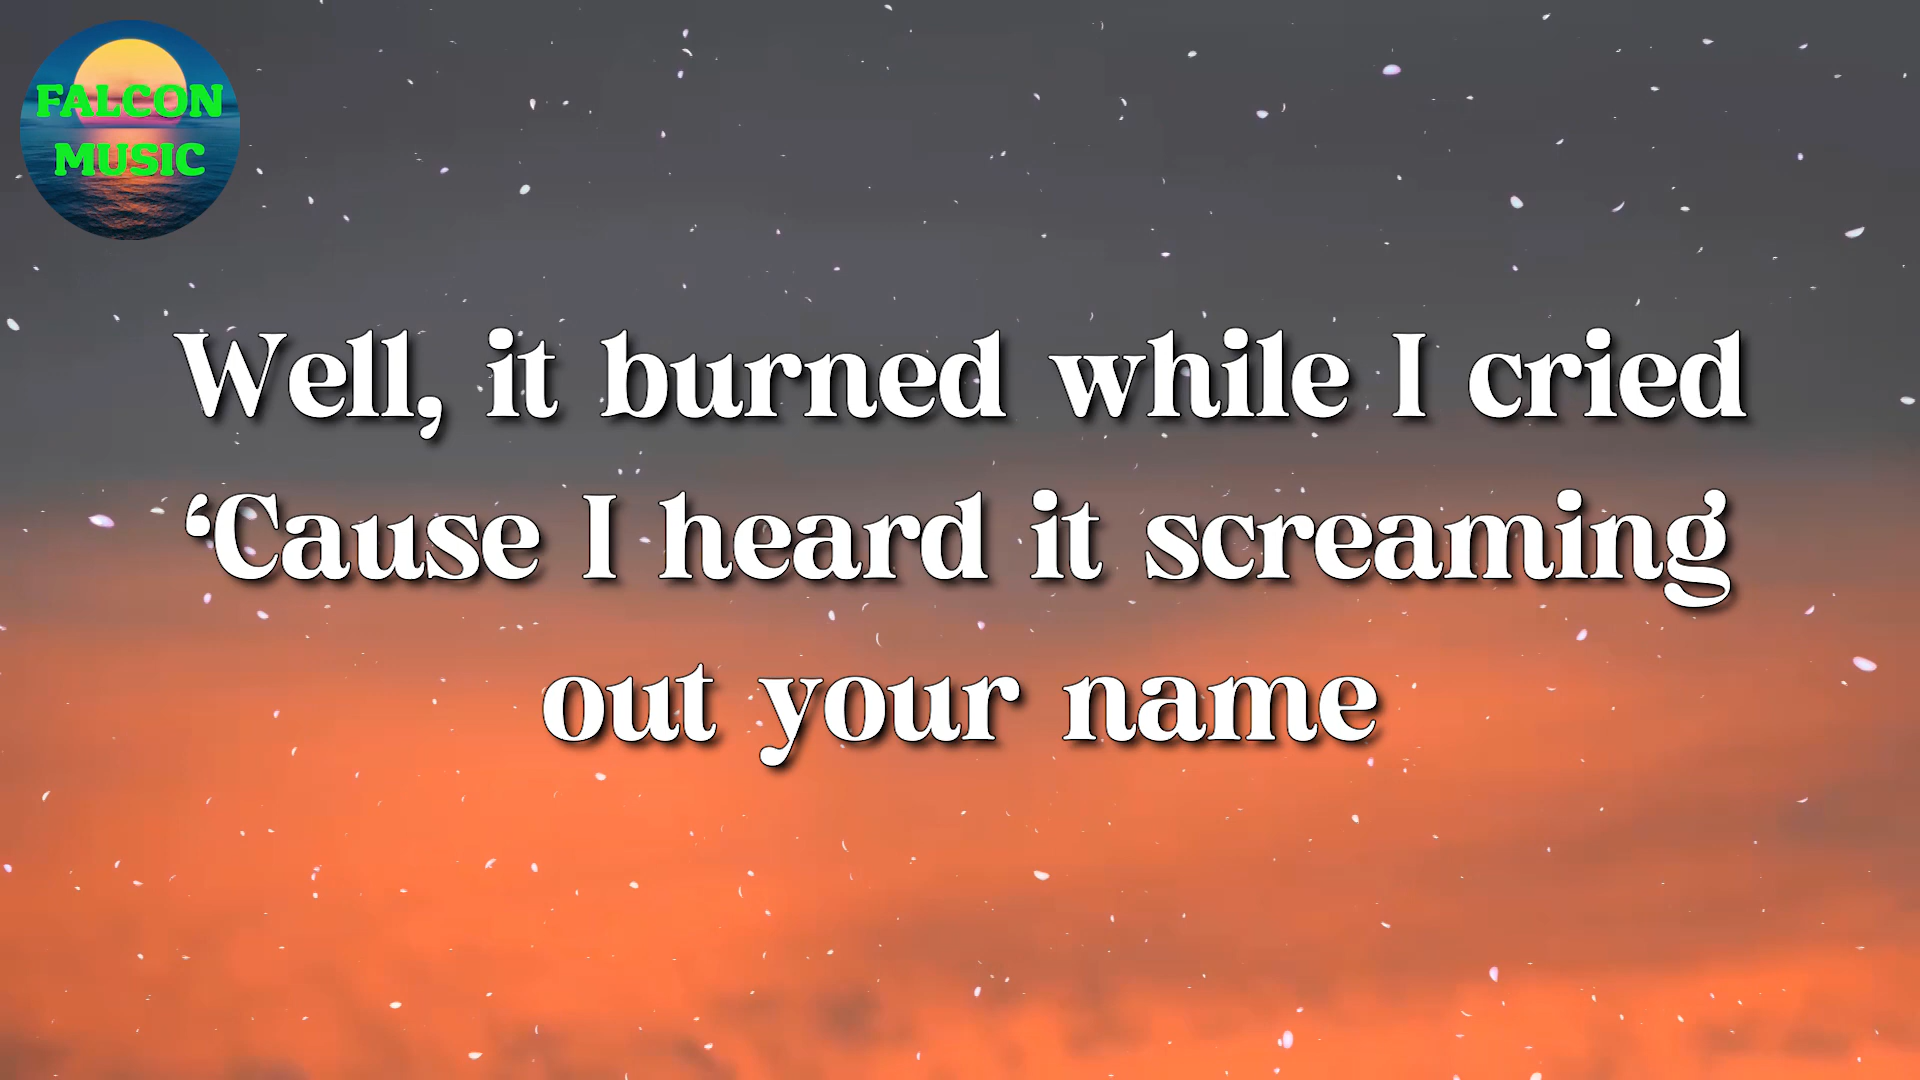 FALCON
MUSIC
Well, it burned while I cried
‘Cause I heard it screaming
out your name